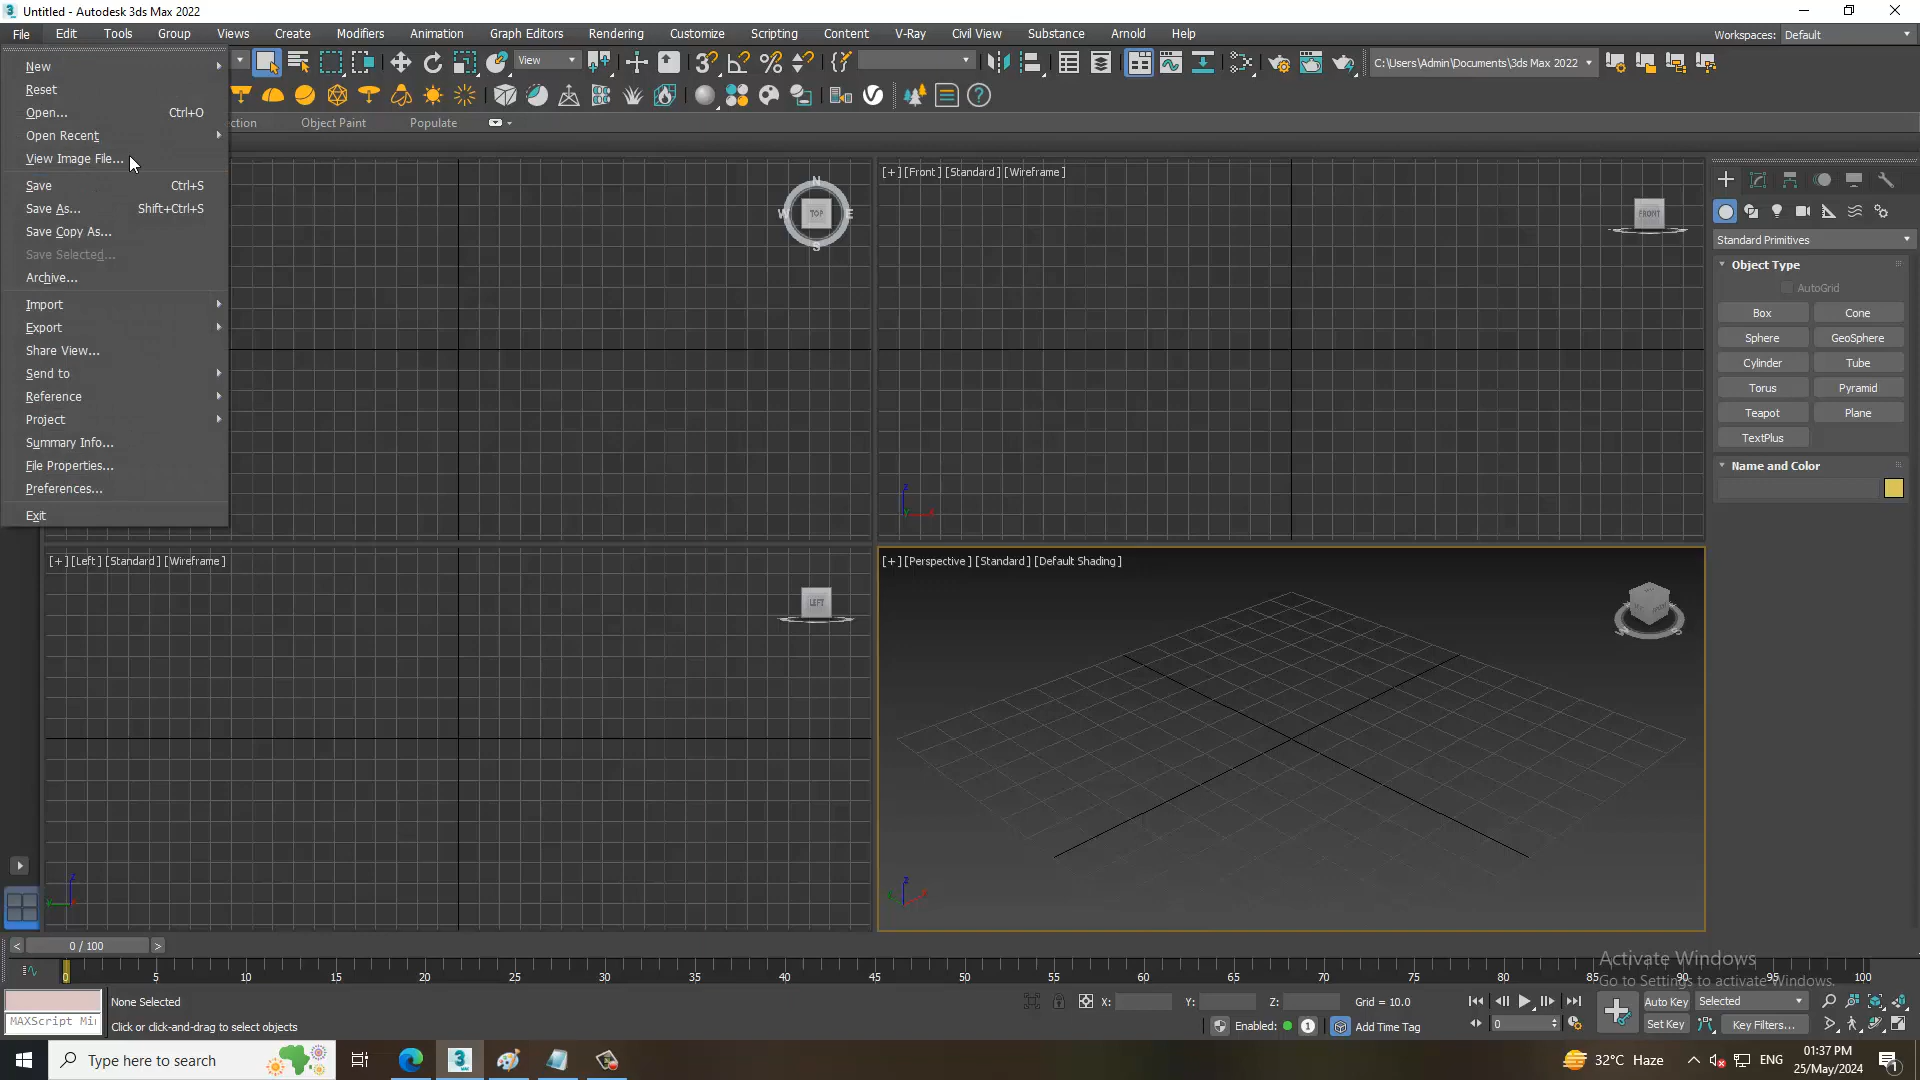 Untitled - Autodesk 3ds Max 2022
File Edit Tools Group Views Create Modifiers Animation Graph Editors Rendering Customize Scripting Content V-Ray Civil View Substance Arnold Help Workspaces: Default
View C:\Users\Admin\Documents\3ds Max 2022
New
Reset
Open... Ctrl+O
Open Recent
View Image File...
Save Ctrl+S
Save As... Shift+Ctrl+S
Save Copy As...
Save Selected...
Archive...
Import
Export
Share View...
Send to
Reference
Project
Summary Info...
File Properties...
Preferences...
Exit
ction Object Paint Populate
N
W TOP E
S
[+] [Front] [Standard] [Wireframe]
FRONT
z
y x
Standard Primitives
Object Type
AutoGrid
Box Cone
Sphere GeoSphere
Cylinder Tube
Torus Pyramid
Teapot Plane
TextPlus
Name and Color
[+] [Left] [Standard] [Wireframe]
LEFT
z
y x
[+] [Perspective] [Standard] [Default Shading]
z
0 / 100
0 5 10 15 20 25 30 35 40 45 50 55 60 65 70 75 80 85 90 95 100
Activate Windows
Go to Settings to activate Windows.
None Selected X: Y: Z: Grid = 10.0 Auto Key Selected
MAXScript Mi
Click or click-and-drag to select objects Enabled: 1 Add Time Tag 0 Set Key Key Filters...
Type here to search 32°C Haze ENG 01:37 PM
25/May/2024 1